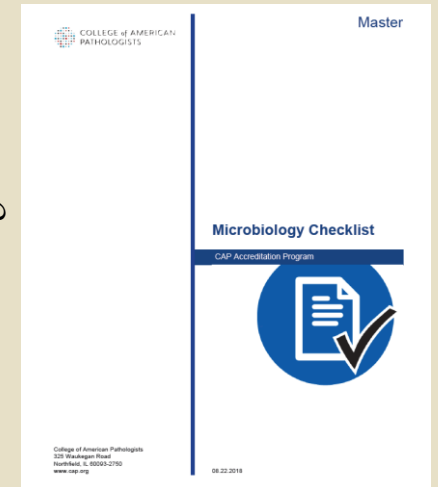 Master
COLLEGE of AMERICAN
PATHOLOGISTS
Microbiology Checklist
CAP Accreditation Program
College of American Pathologists
325 Waukegan Road
Northfield, IL 60093-2750
www.cap.org
08.22.2018